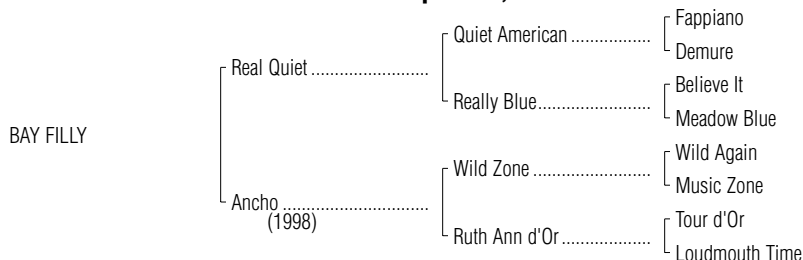 Fappiano
Quiet American ..................
Demure
Real Quiet .........................
Believe It
Really Blue........................
Meadow Blue
BAY FILLY
Wild Again
Wild Zone .........................
Music Zone
Ancho ...............................
(1998)
Tour d'Or
Ruth Ann d'Or...................
Loudmouth Time